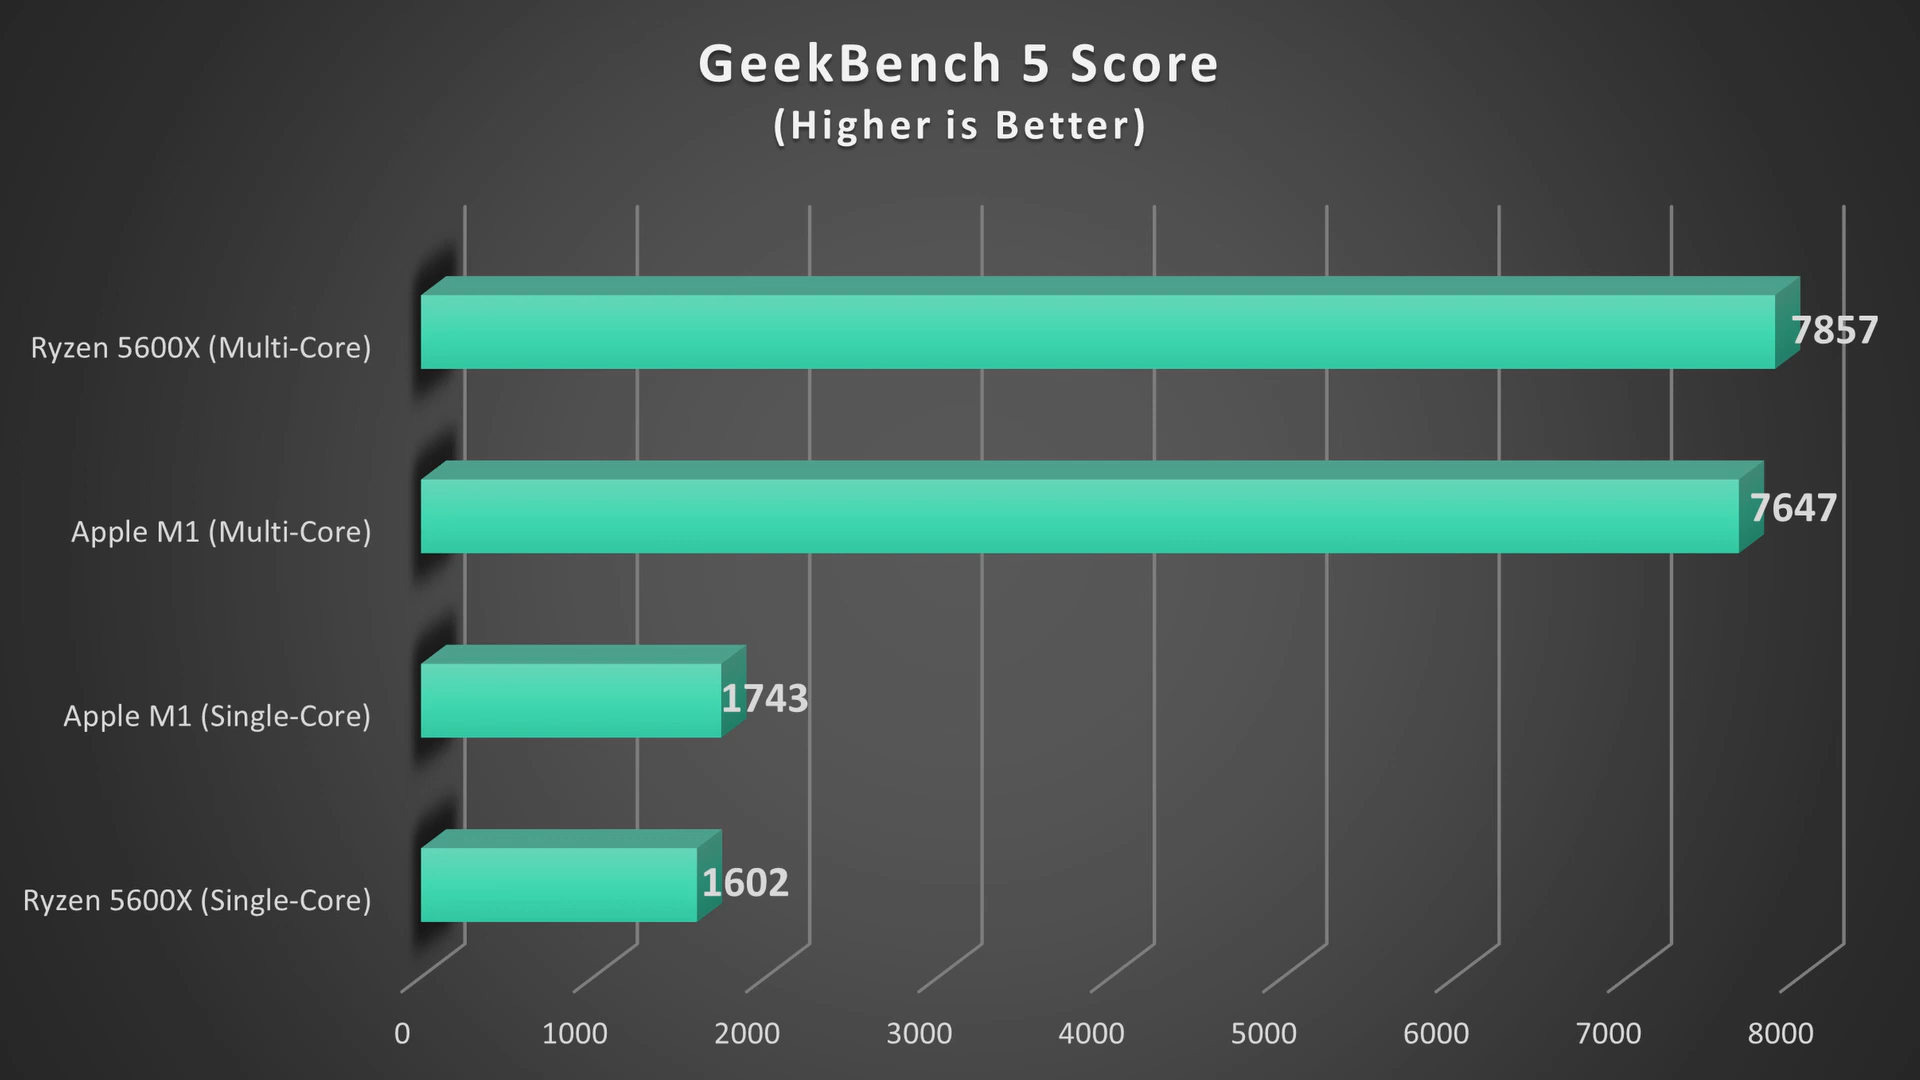 GeekBench 5 Score
(Higher is Better)
Ryzen 5600X (Multi-Core)
7857
Apple M1 (Multi-Core)
7647
Apple M1 (Single-Core)
1743
Ryzen 5600X (Single-Core)
1602
0 1000 2000 3000 4000 5000 6000 7000 8000